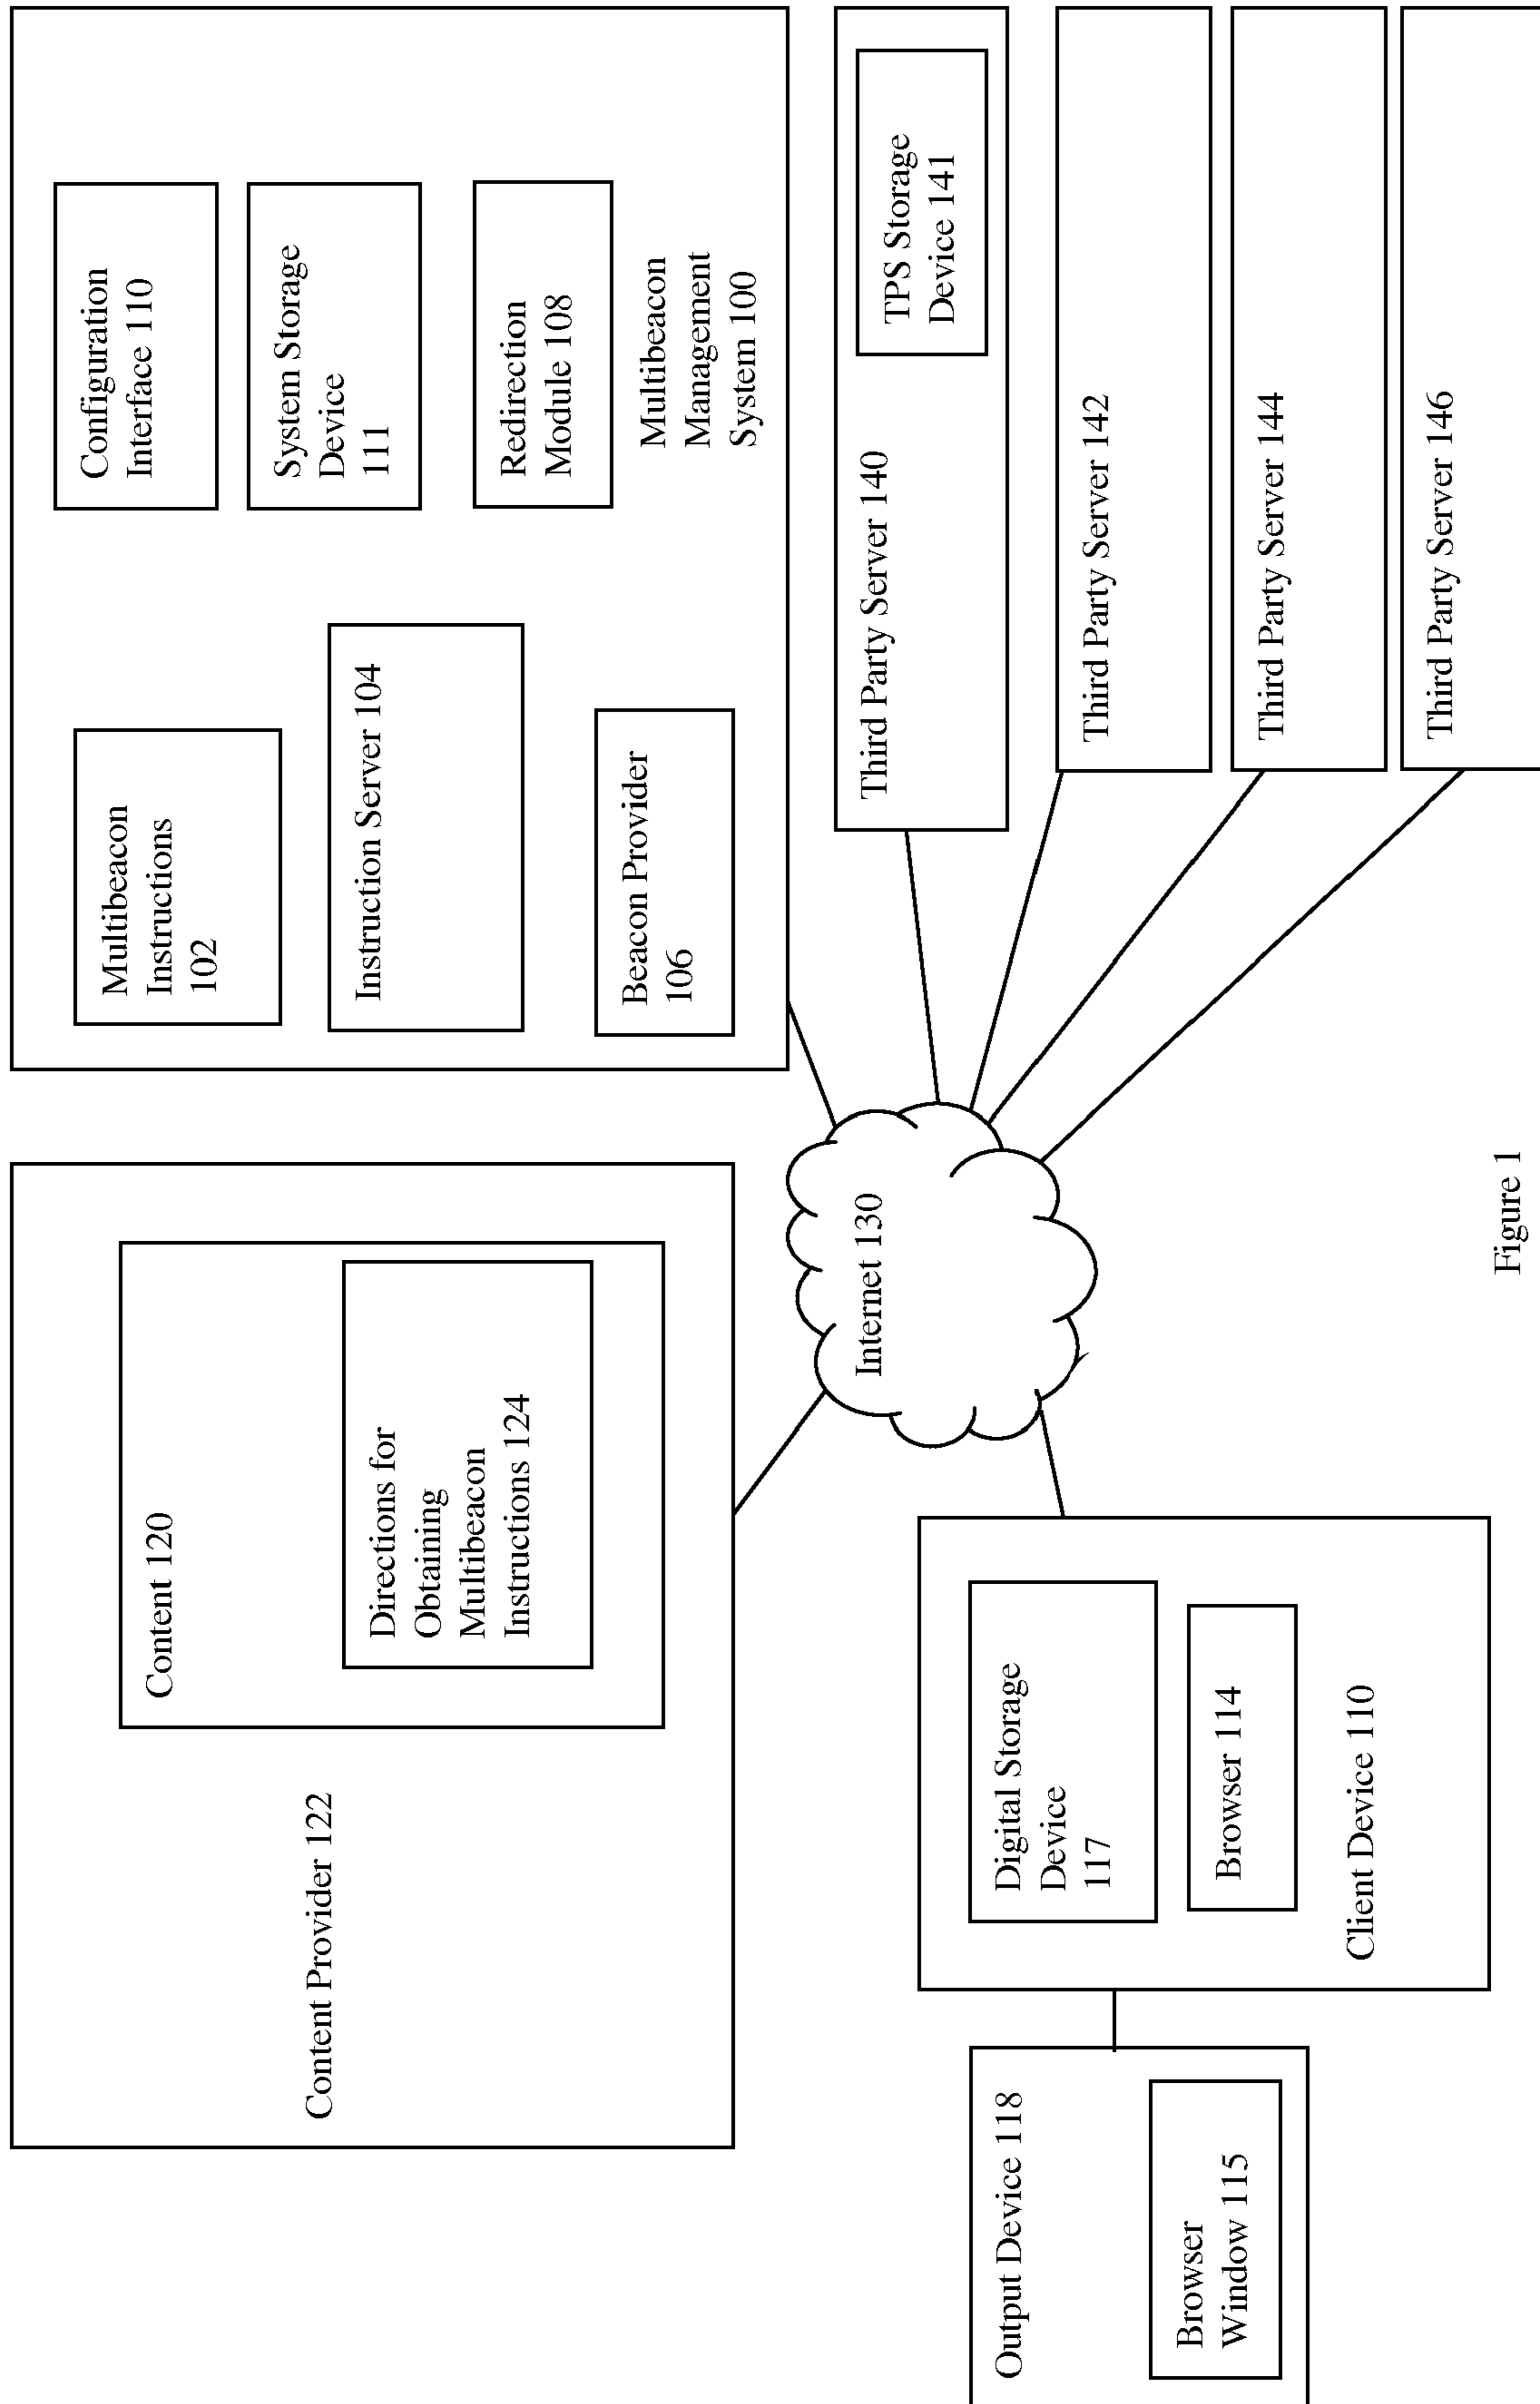 Content Provider 122
Content 120
Directions for
Obtaining
Multibeacon
Instructions 124
Multibeacon
Instructions
102
Instruction Server 104
Beacon Provider
106
Configuration
Interface 110
System Storage
Device
111
Redirection
Module 108
Multibeacon
Management
System 100
Internet 130
Output Device 118
Browser
Window 115
Digital Storage
Device
117
Browser 114
Client Device 110
Third Party Server 140
TPS Storage
Device 141
Third Party Server 142
Third Party Server 144
Third Party Server 146
Figure 1